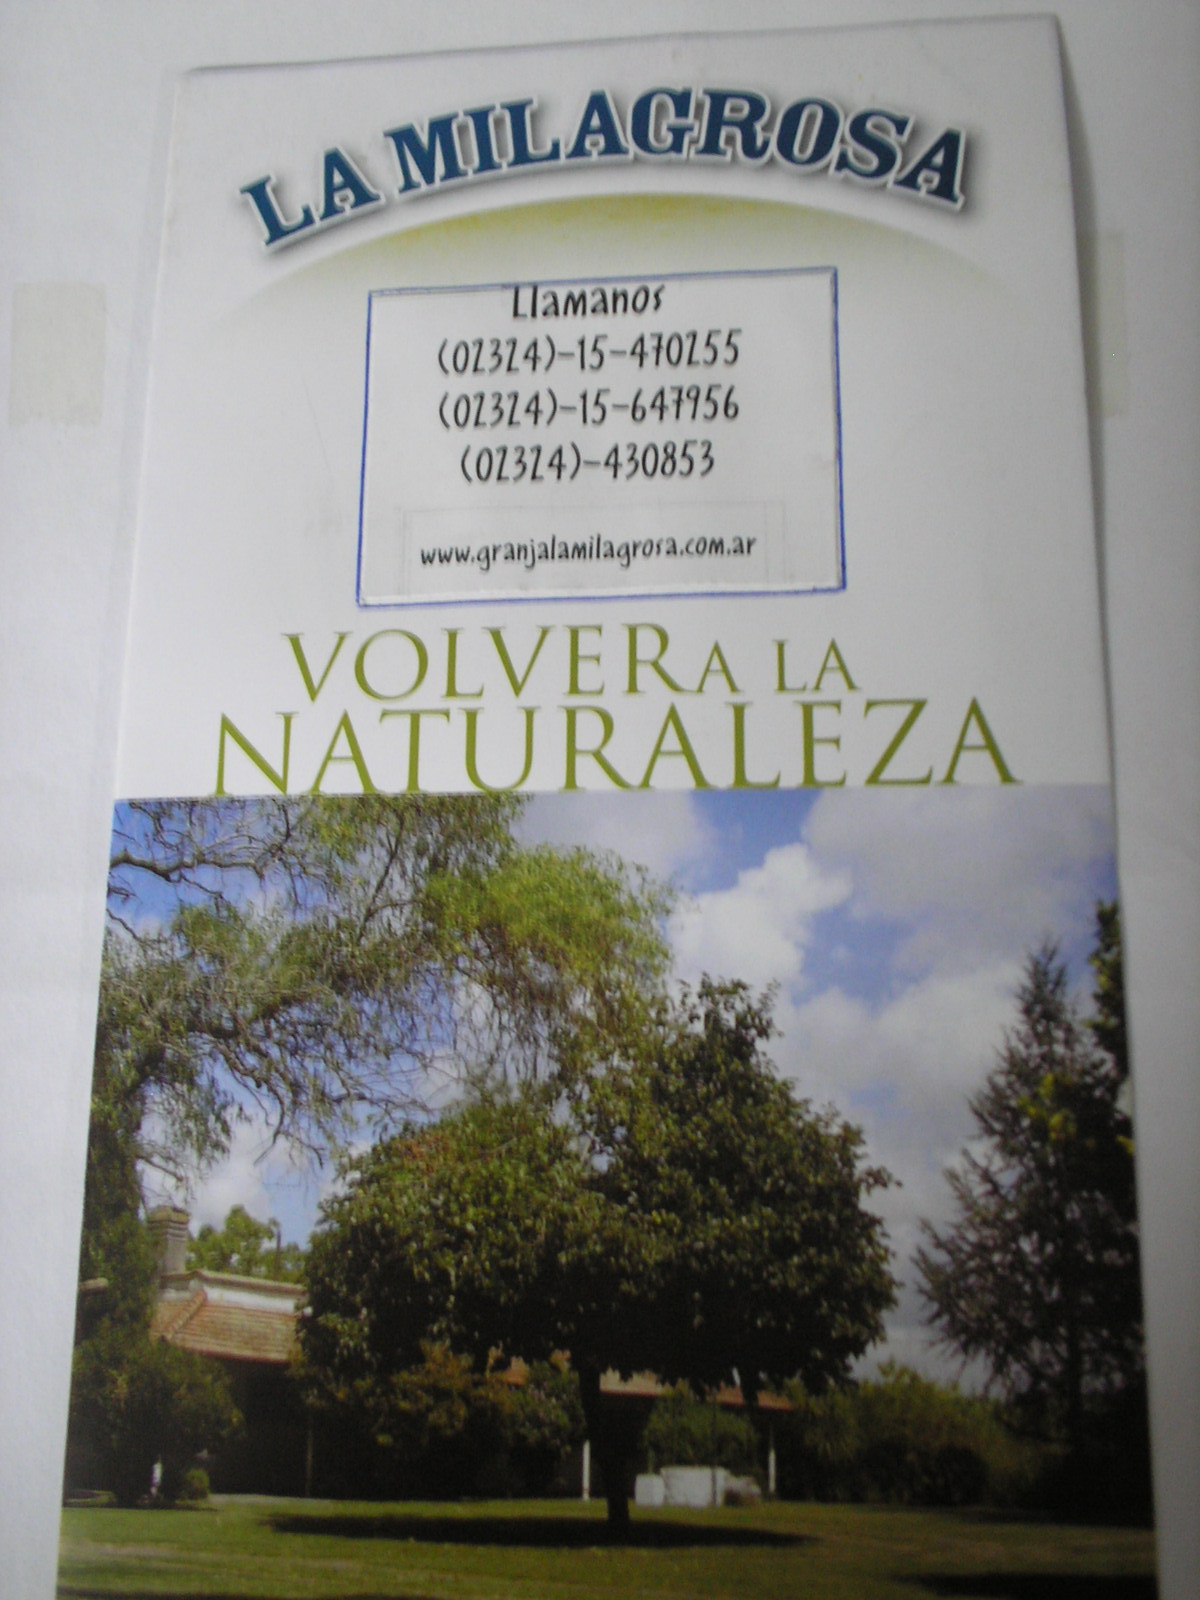 LA MILAGROSA
Llamanos
(02324)-15-470255
(02324)-15-647956
(02324)-430853
www.granjalamilagrosa.com.ar
VOLVER A LA
NATURALEZA